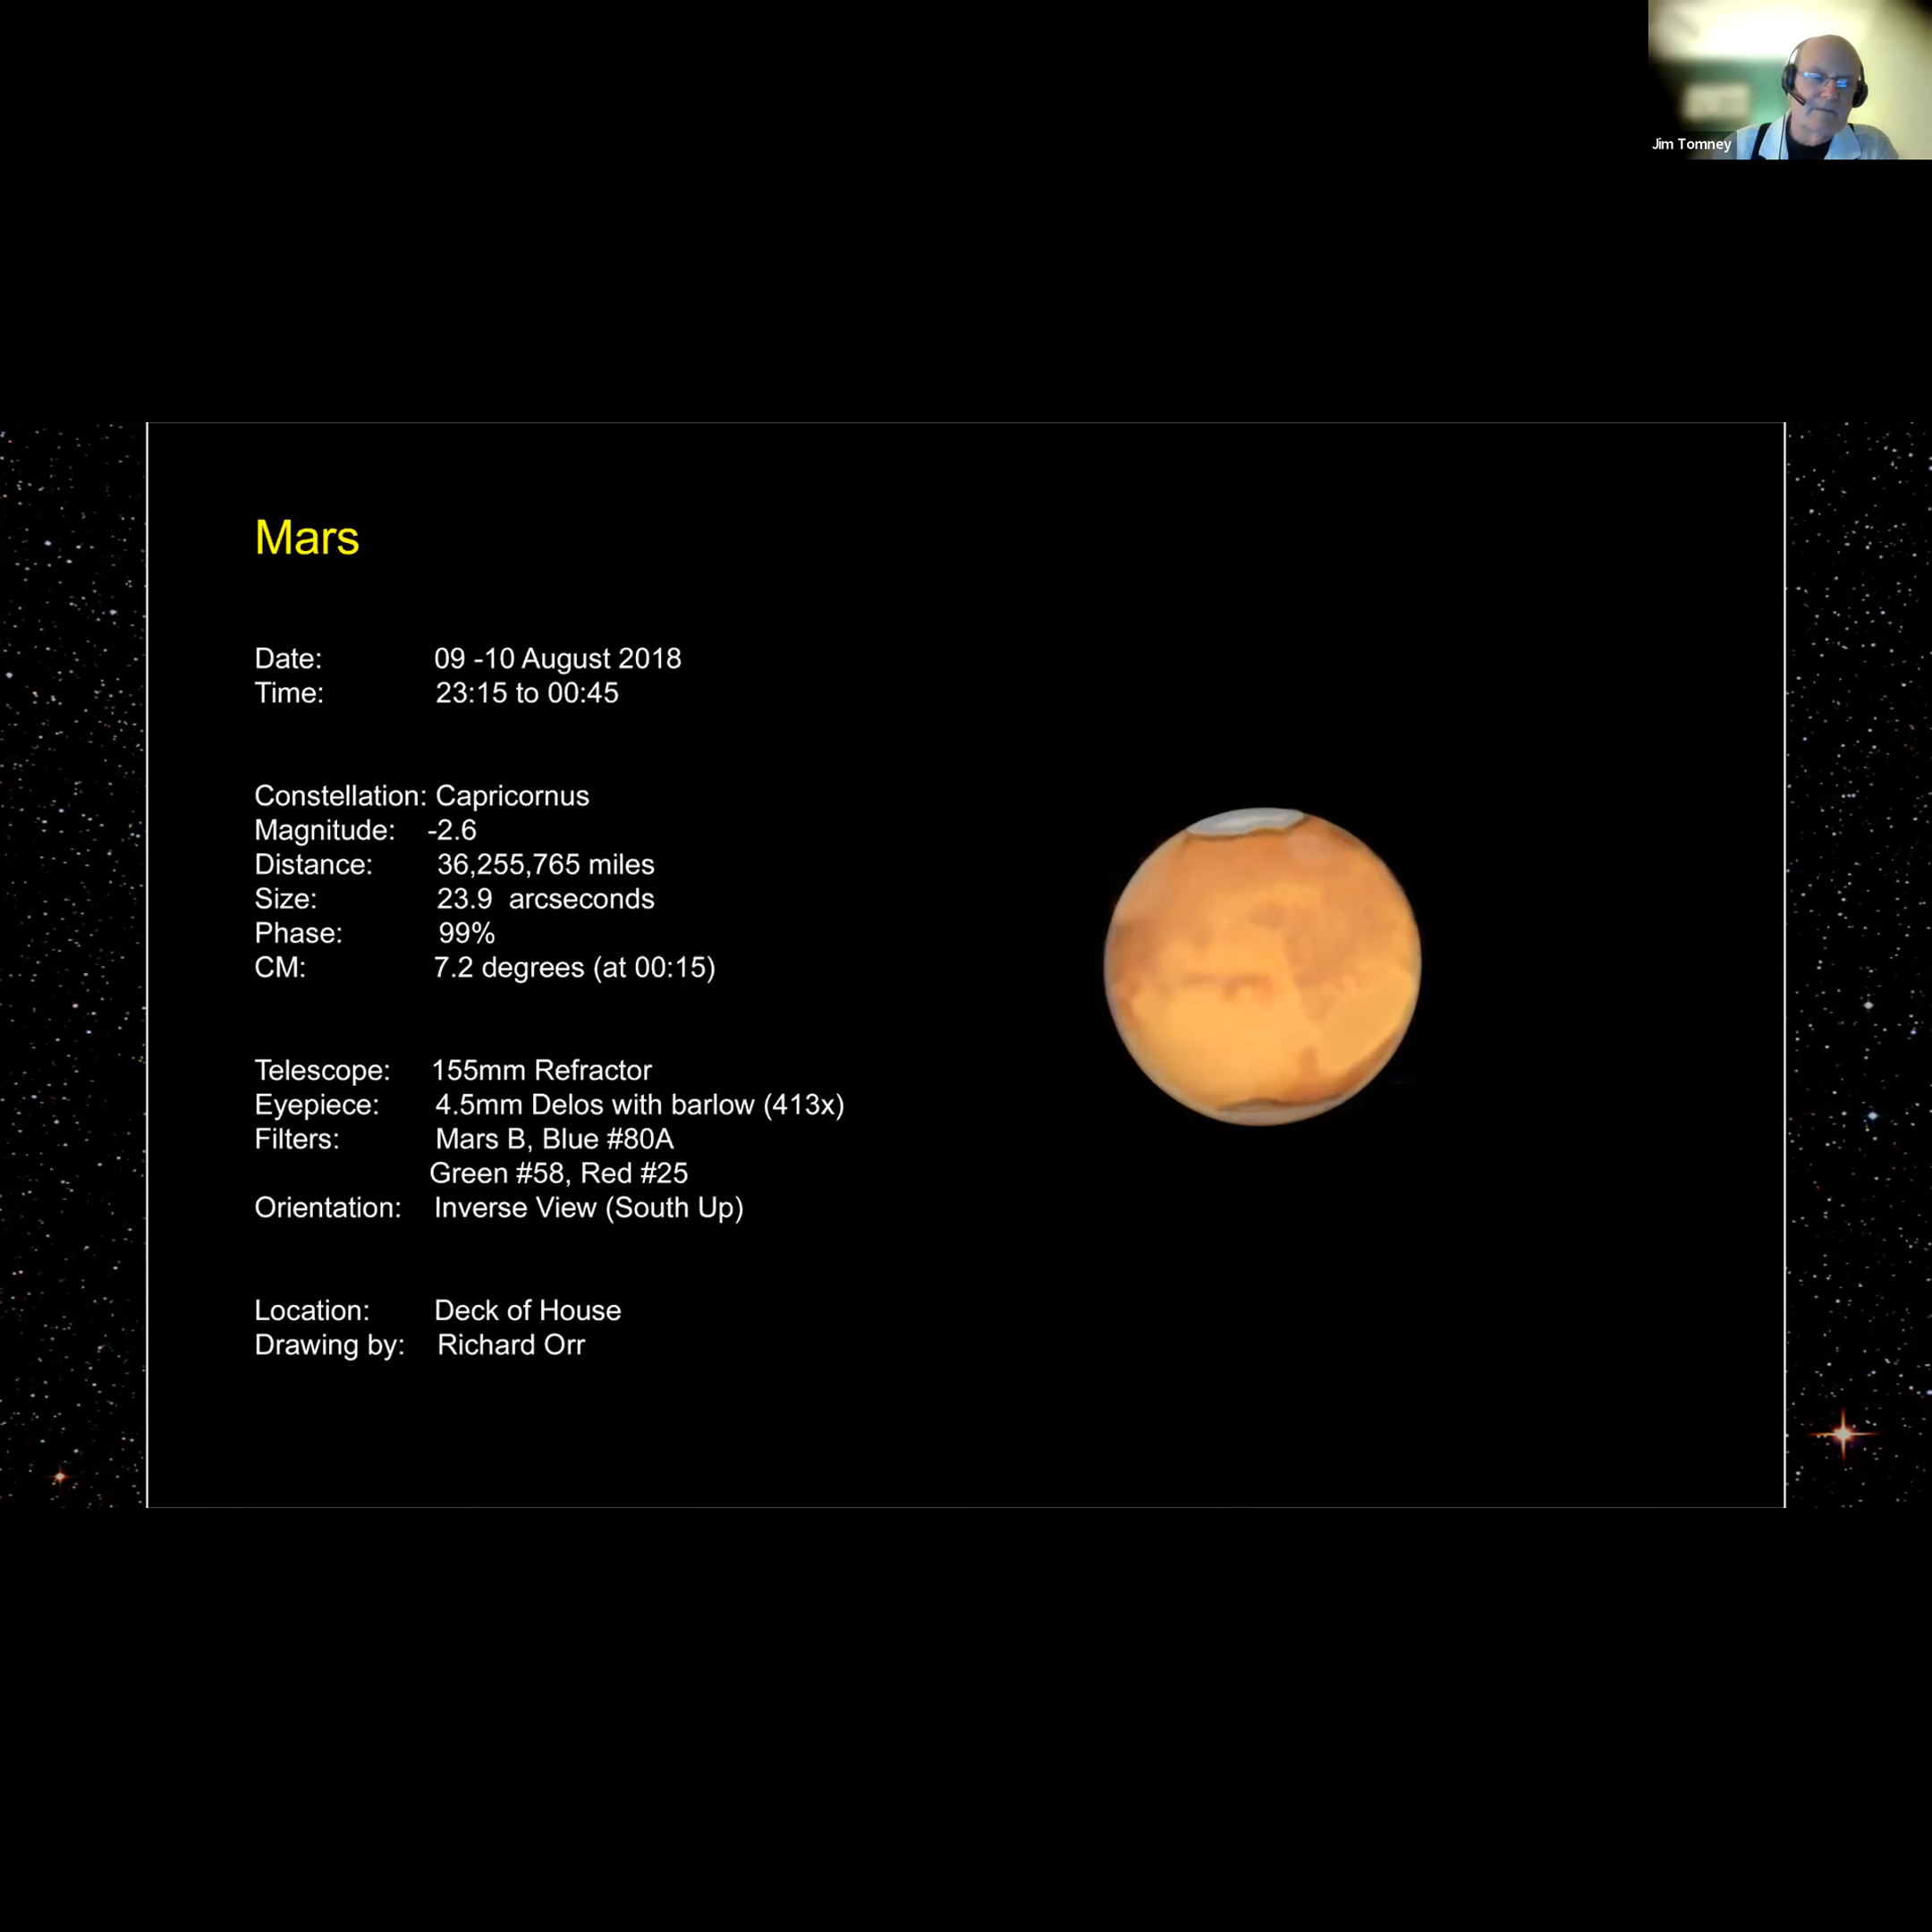 Jim Tomney
Mars
Date: 09 -10 August 2018
Time: 23:15 to 00:45
Constellation: Capricornus
Magnitude: -2.6
Distance: 36,255,765 miles
Size: 23.9 arcseconds
Phase: 99%
CM: 7.2 degrees (at 00:15)
Telescope: 155mm Refractor
Eyepiece: 4.5mm Delos with barlow (413x)
Filters: Mars B, Blue #80A
Green #58, Red #25
Orientation: Inverse View (South Up)
Location: Deck of House
Drawing by: Richard Orr